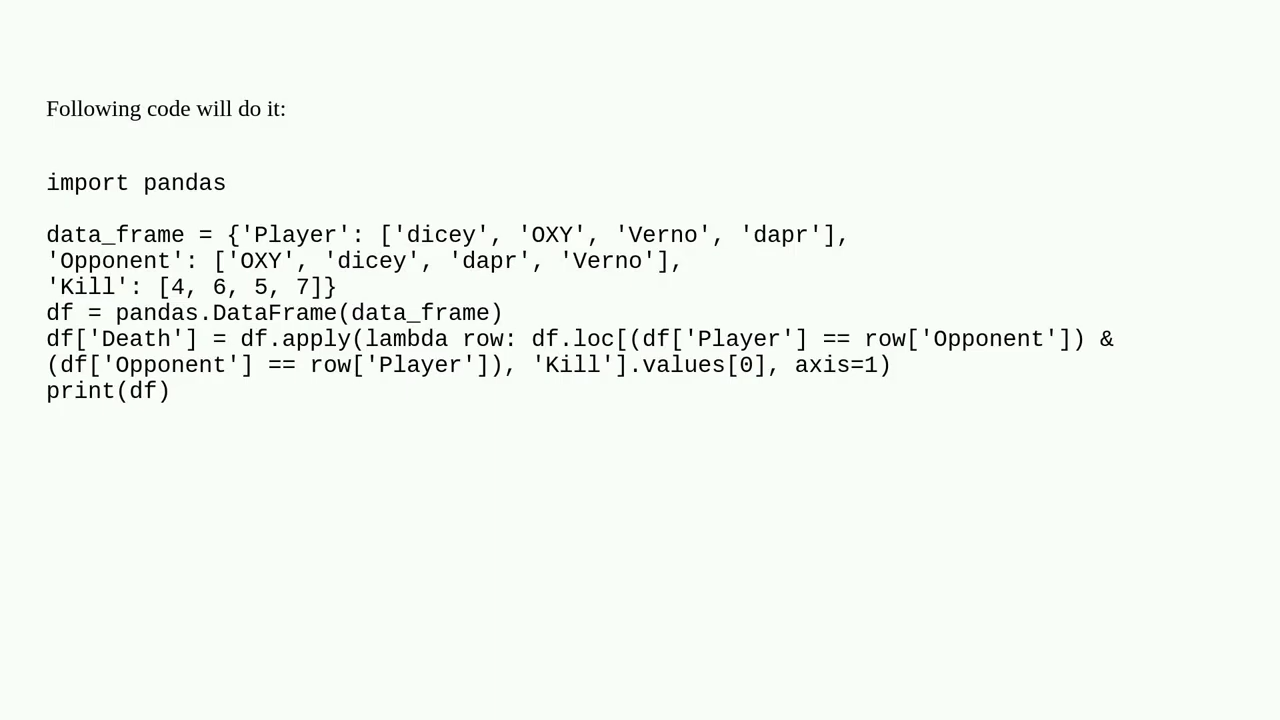 Following code will do it:
import pandas
data_frame = {'Player': ['dicey', 'OXY', 'Verno', 'dapr'],
'Opponent': ['OXY', 'dicey', 'dapr', 'Verno'],
'Kill': [4, 6, 5, 7]}
df = pandas.DataFrame(data_frame)
df['Death'] = df.apply(lambda row: df.loc[(df['Player'] == row['Opponent']) &
(df['Opponent'] == row['Player']), 'Kill'].values[0], axis=1)
print(df)